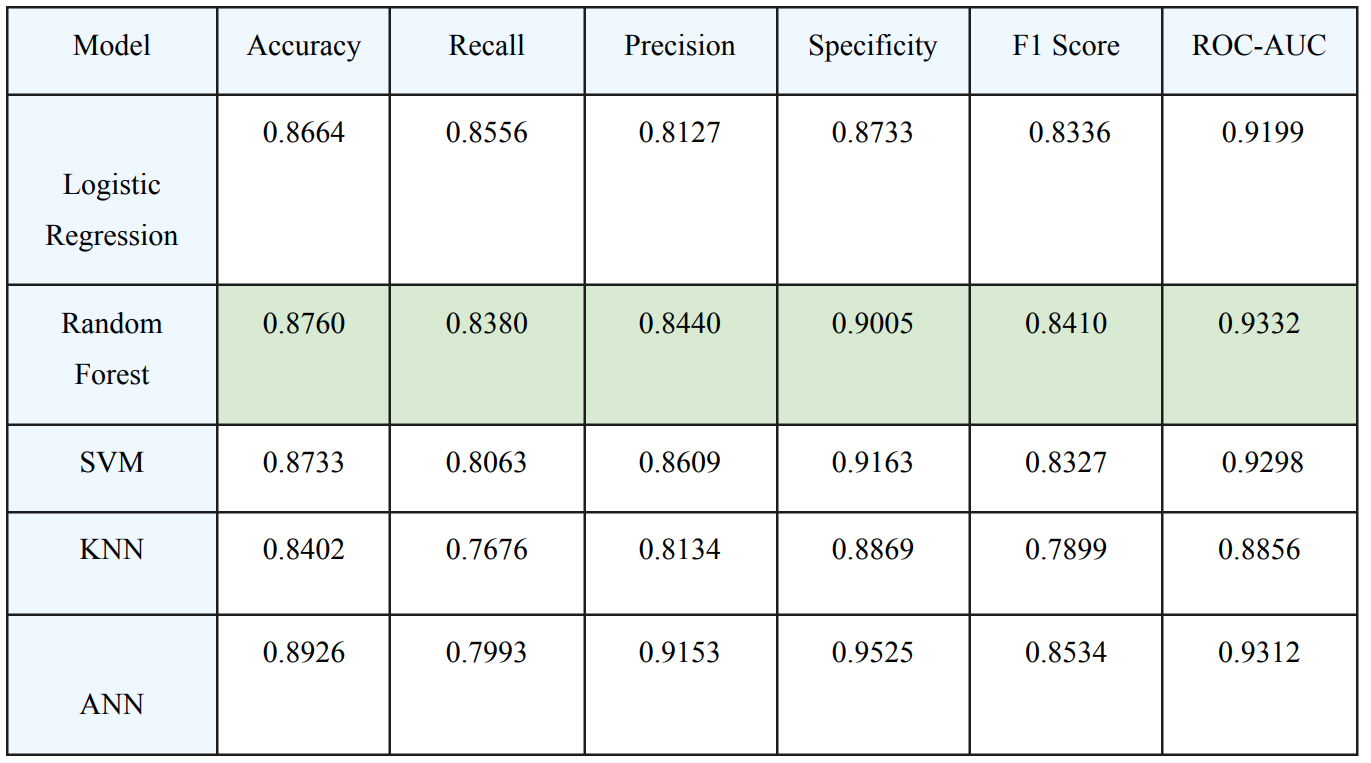 Model Accuracy Recall Precision Specificity F1 Score ROC-AUC
Logistic Regression 0.8664 0.8556 0.8127 0.8733 0.8336 0.9199
Random Forest 0.8760 0.8380 0.8440 0.9005 0.8410 0.9332
SVM 0.8733 0.8063 0.8609 0.9163 0.8327 0.9298
KNN 0.8402 0.7676 0.8134 0.8869 0.7899 0.8856
ANN 0.8926 0.7993 0.9153 0.9525 0.8534 0.9312